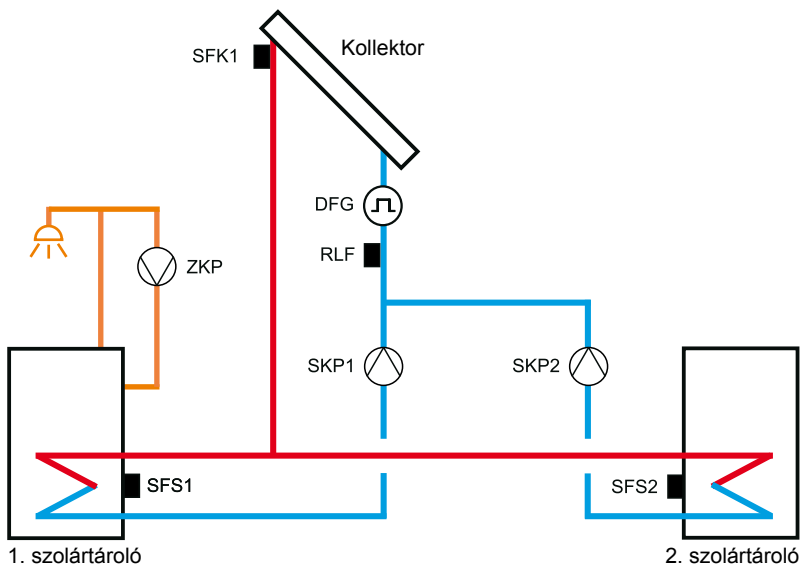 Kollektor
SFK1
DFG
RLF
ZKP
SKP1
SKP2
SFS1
SFS2
1. szolártároló
2. szolártároló